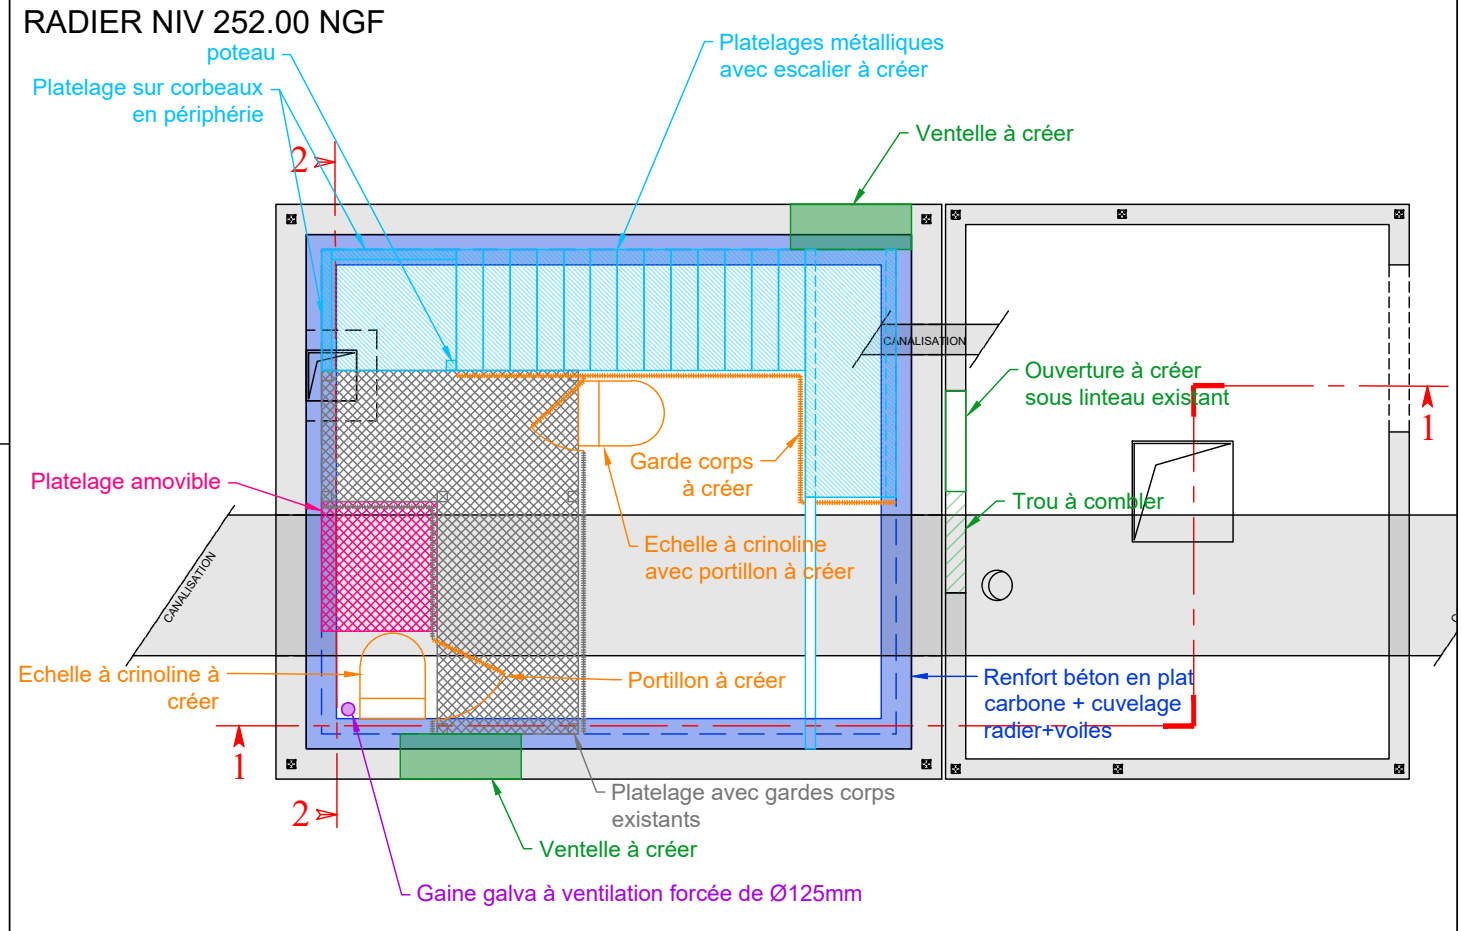 RADIER NIV 252.00 NGF
poteau
Platelage sur corbeaux
en périphérie
Platelages métalliques
avec escalier à créer
Ventelle à créer
2
CANALISATION
Ouverture à créer
sous linteau existant
1
Garde corps
à créer
Platelage amovible
Trou à combler
Echelle à crinoline
avec portillon à créer
CANALISATION
Echelle à crinoline à
créer
Portillon à créer
Renfort béton en plat
carbone + cuvelage
radier+voiles
1
2
Platelage avec gardes corps
existants
Ventelle à créer
Gaine galva à ventilation forcée de Ø125mm